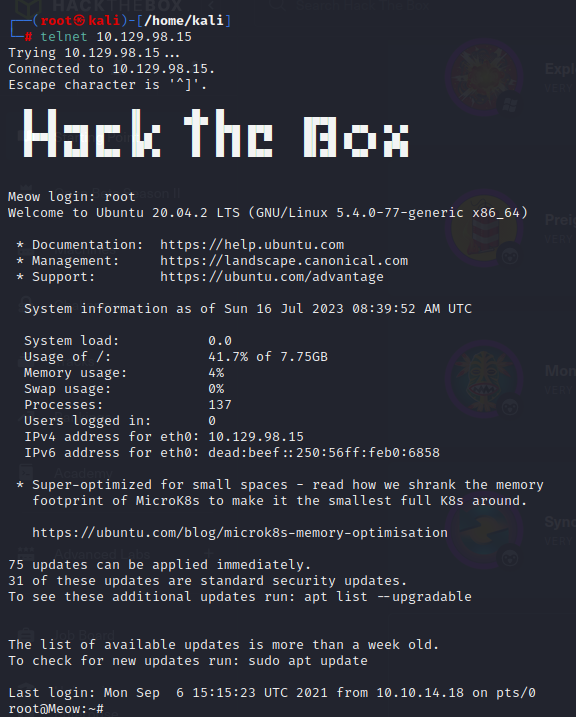 ┌──(root㉿kali)-[/home/kali]
└─# telnet 10.129.98.15
Trying 10.129.98.15...
Connected to 10.129.98.15.
Escape character is '^]'.
Hack the Box
Meow login: root
Welcome to Ubuntu 20.04.2 LTS (GNU/Linux 5.4.0-77-generic x86_64)
* Documentation:  https://help.ubuntu.com
* Management:     https://landscape.canonical.com
* Support:        https://ubuntu.com/advantage
System information as of Sun 16 Jul 2023 08:39:52 AM UTC
System load:           0.0
Usage of /:            41.7% of 7.75GB
Memory usage:          4%
Swap usage:            0%
Processes:             137
Users logged in:       0
IPv4 address for eth0: 10.129.98.15
IPv6 address for eth0: dead:beef::250:56ff:feb0:6858
* Super-optimized for small spaces - read how we shrank the memory
footprint of MicroK8s to make it the smallest full K8s around.
https://ubuntu.com/blog/microk8s-memory-optimisation
75 updates can be applied immediately.
31 of these updates are standard security updates.
To see these additional updates run: apt list --upgradable
The list of available updates is more than a week old.
To check for new updates run: sudo apt update
Last login: Mon Sep  6 15:15:23 UTC 2021 from 10.10.14.18 on pts/0
root@Meow:~#